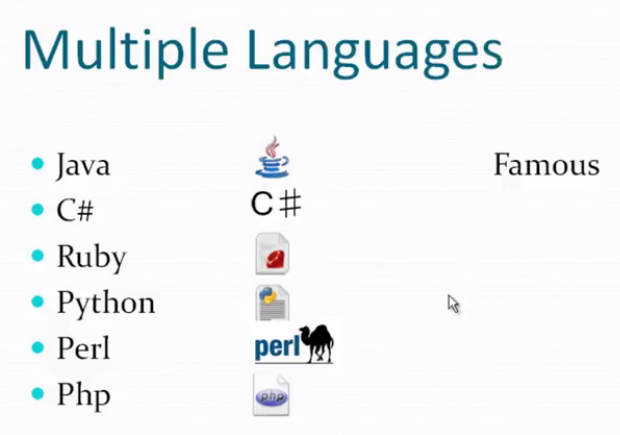 Multiple Languages
Java Famous
C# C#
Ruby
Python
Perl perl
Php php